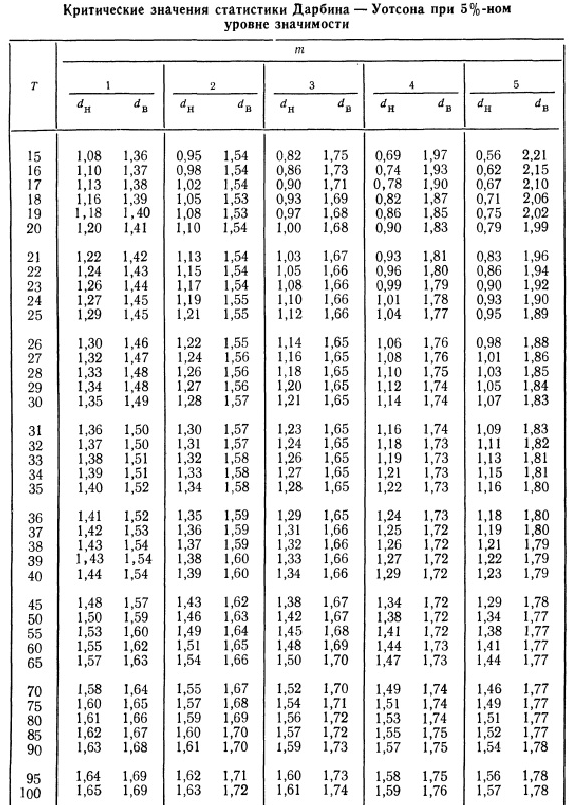 Критические значения статистики Дарбина — Уотсона при 5%-ном
уровне значимости
T m
1 2 3 4 5
dн dв dн dв dн dв dн dв dн dв
15 1,08 1,36 0,95 1,54 0,82 1,75 0,69 1,97 0,56 2,21
16 1,10 1,37 0,98 1,54 0,86 1,73 0,74 1,93 0,62 2,15
17 1,13 1,38 1,02 1,54 0,90 1,71 0,78 1,90 0,67 2,10
18 1,16 1,39 1,05 1,53 0,93 1,69 0,82 1,87 0,71 2,06
19 1,18 1,40 1,08 1,53 0,97 1,68 0,86 1,85 0,75 2,02
20 1,20 1,41 1,10 1,54 1,00 1,68 0,90 1,83 0,79 1,99
21 1,22 1,42 1,13 1,54 1,03 1,67 0,93 1,81 0,83 1,96
22 1,24 1,43 1,15 1,54 1,05 1,66 0,96 1,80 0,86 1,94
23 1,26 1,44 1,17 1,54 1,08 1,66 0,99 1,79 0,90 1,92
24 1,27 1,45 1,19 1,55 1,10 1,66 1,01 1,78 0,93 1,90
25 1,29 1,45 1,21 1,55 1,12 1,66 1,04 1,77 0,95 1,89
26 1,30 1,46 1,22 1,55 1,14 1,65 1,06 1,76 0,98 1,88
27 1,32 1,47 1,24 1,56 1,16 1,65 1,08 1,76 1,01 1,86
28 1,33 1,48 1,26 1,56 1,18 1,65 1,10 1,75 1,03 1,85
29 1,34 1,48 1,27 1,56 1,20 1,65 1,12 1,74 1,05 1,84
30 1,35 1,49 1,28 1,57 1,21 1,65 1,14 1,74 1,07 1,83
31 1,36 1,50 1,30 1,57 1,23 1,65 1,16 1,74 1,09 1,83
32 1,37 1,50 1,31 1,57 1,24 1,65 1,18 1,73 1,11 1,82
33 1,38 1,51 1,32 1,58 1,26 1,65 1,19 1,73 1,13 1,81
34 1,39 1,51 1,33 1,58 1,27 1,65 1,21 1,73 1,15 1,81
35 1,40 1,52 1,34 1,58 1,28 1,65 1,22 1,73 1,16 1,80
36 1,41 1,52 1,35 1,59 1,29 1,65 1,24 1,73 1,18 1,80
37 1,42 1,53 1,36 1,59 1,31 1,66 1,25 1,72 1,19 1,80
38 1,43 1,54 1,37 1,59 1,32 1,66 1,26 1,72 1,21 1,79
39 1,43 1,54 1,38 1,60 1,33 1,66 1,27 1,72 1,22 1,79
40 1,44 1,54 1,39 1,60 1,34 1,66 1,29 1,72 1,23 1,79
45 1,48 1,57 1,43 1,62 1,38 1,67 1,34 1,72 1,29 1,78
50 1,50 1,59 1,46 1,63 1,42 1,67 1,38 1,72 1,34 1,77
55 1,53 1,60 1,49 1,64 1,45 1,68 1,41 1,72 1,38 1,77
60 1,55 1,62 1,51 1,65 1,48 1,69 1,44 1,73 1,41 1,77
65 1,57 1,63 1,54 1,66 1,50 1,70 1,47 1,73 1,44 1,77
70 1,58 1,64 1,55 1,67 1,52 1,70 1,49 1,74 1,46 1,77
75 1,60 1,65 1,57 1,68 1,54 1,71 1,51 1,74 1,49 1,77
80 1,61 1,66 1,59 1,69 1,56 1,72 1,53 1,74 1,51 1,77
85 1,62 1,67 1,60 1,70 1,57 1,72 1,55 1,75 1,52 1,77
90 1,63 1,68 1,61 1,70 1,59 1,73 1,57 1,75 1,54 1,78
95 1,64 1,69 1,62 1,71 1,60 1,73 1,58 1,75 1,56 1,78
100 1,65 1,69 1,63 1,72 1,61 1,74 1,59 1,76 1,57 1,78